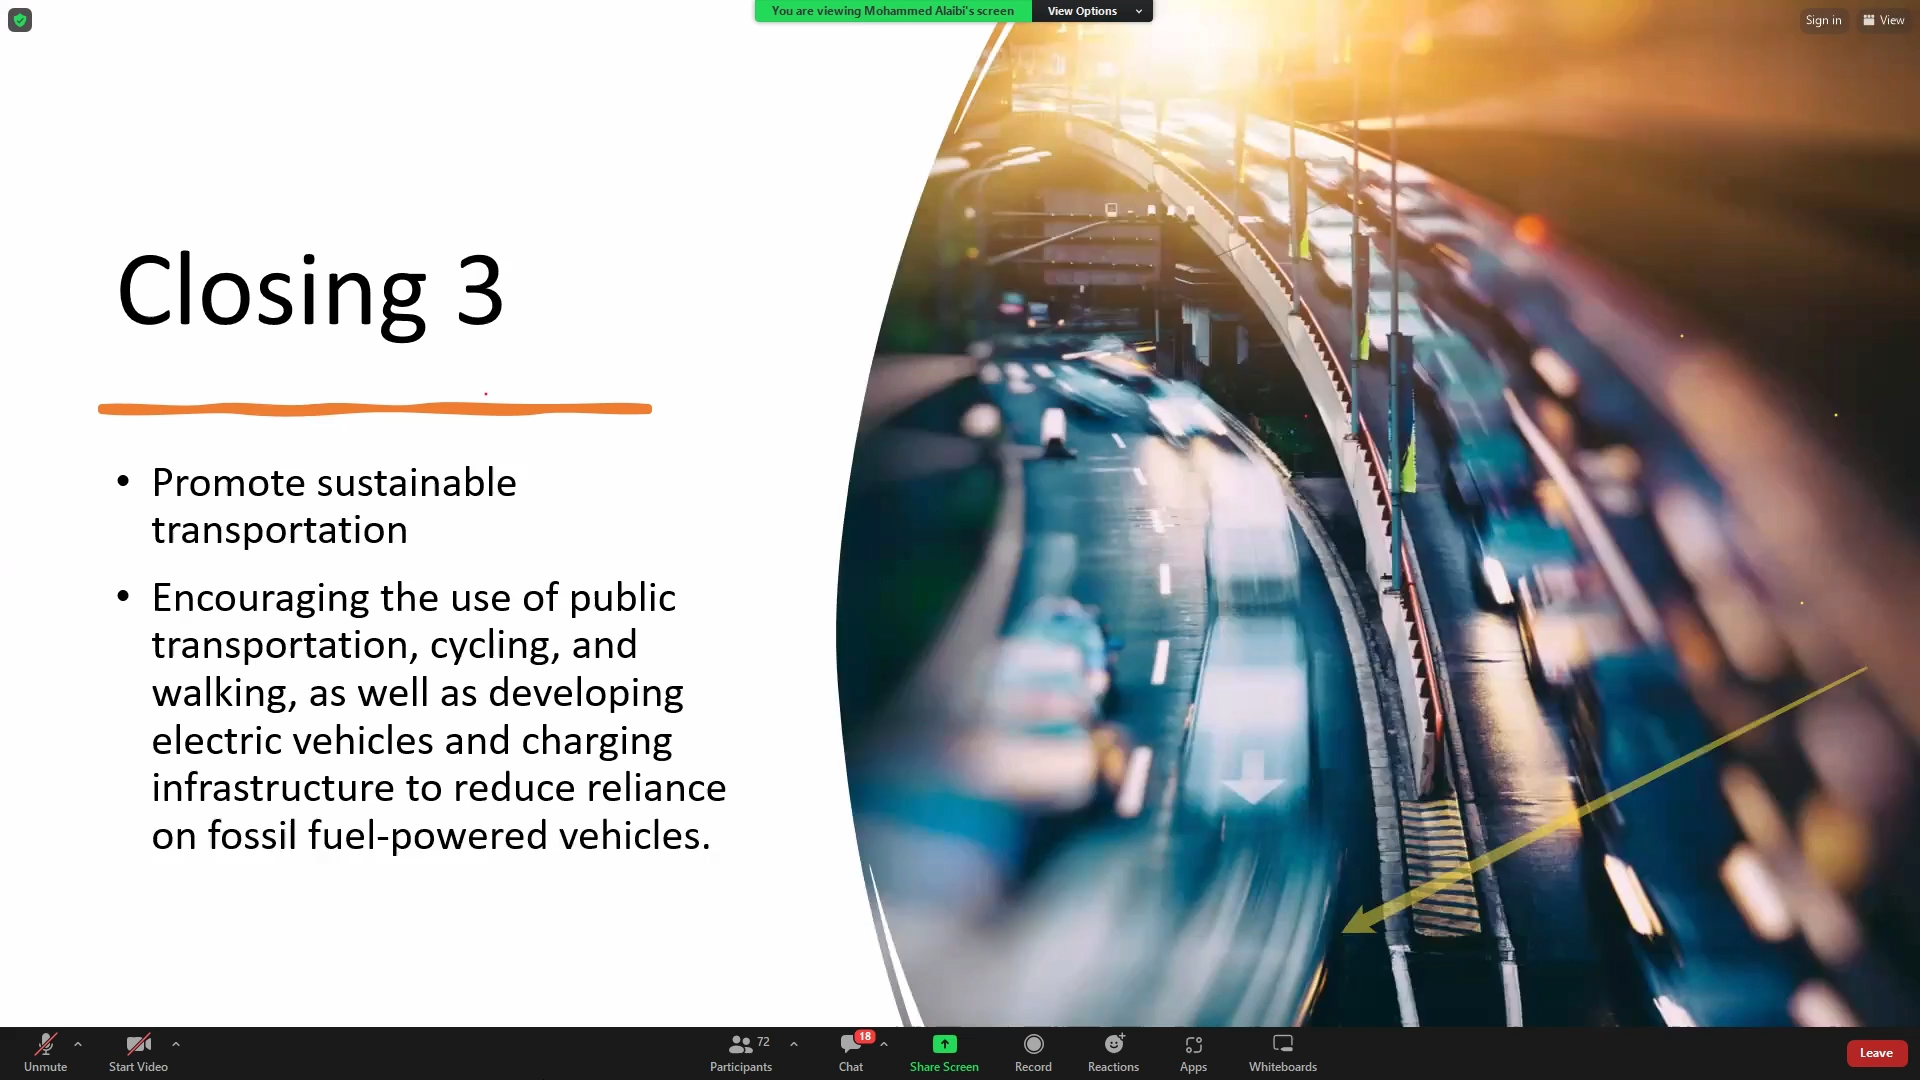 You are viewing Mohammed Alaibi's screen
View Options
Sign in
View
Closing 3
• Promote sustainable
transportation
• Encouraging the use of public
transportation, cycling, and
walking, as well as developing
electric vehicles and charging
infrastructure to reduce reliance
on fossil fuel-powered vehicles.
Unmute
Start Video
72
Participants
18
Chat
Share Screen
Record
Reactions
Apps
Whiteboards
Leave